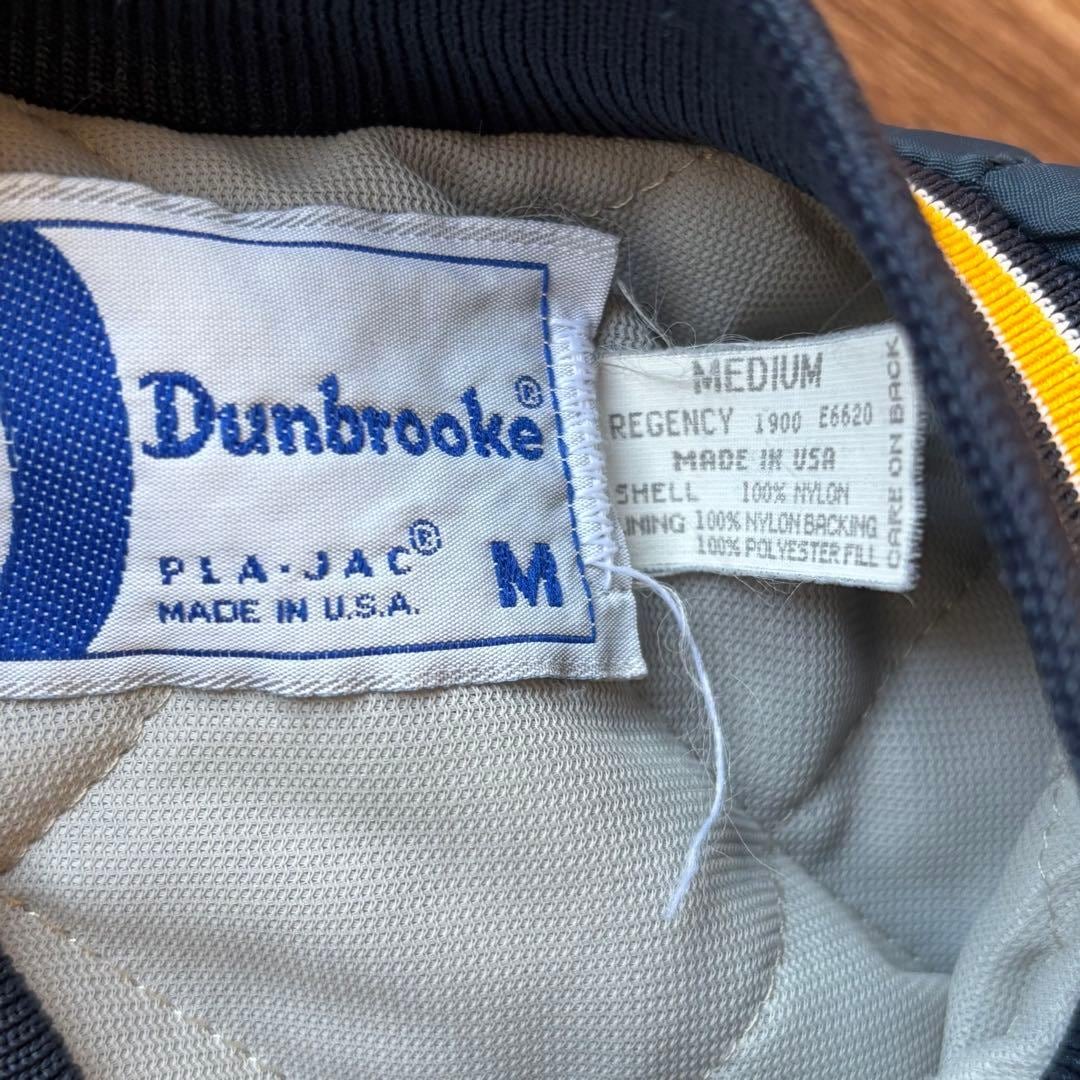 Dunbrooke®
PLA-JAC®
MADE IN U.S.A.
M
MEDIUM
REGENCY 1900 E6620
MADE IN USA
SHELL 100% NYLON
LINING 100% NYLON BACKING
100% POLYESTER FILL
CARE ON BACK